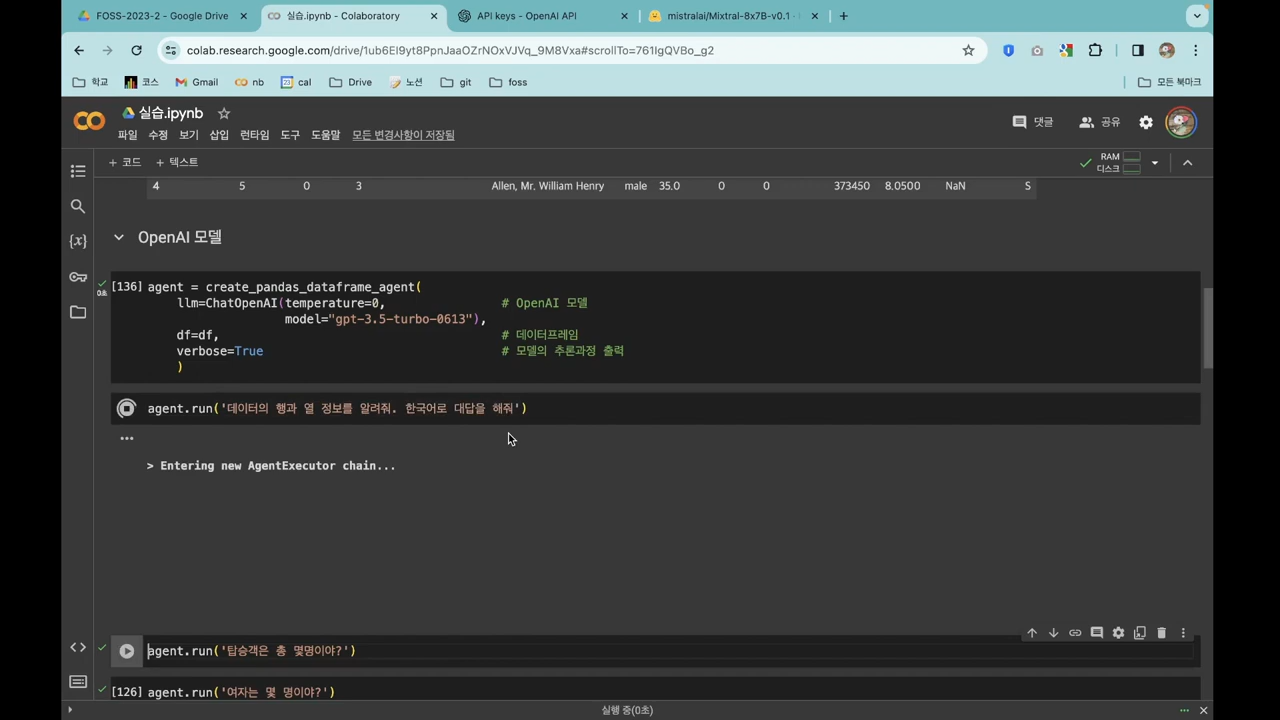 FOSS-2023-2 - Google Drive
실습.ipynb - Colaboratory
API keys - OpenAI API
mistralai/Mixtral-8x7B-v0.1 ·
colab.research.google.com/drive/1ub6EI9yt8PpnJaaOZrNOxVJVq_9M8Vxa#scrollTo=761IgQVBo_g2
학교 코스 Gmail nb cal Drive 노션 git foss 모든 북마크
실습.ipynb
파일 수정 보기 삽입 런타임 도구 도움말 모든 변경사항이 저장됨
댓글 공유
+ 코드 + 텍스트
RAM
디스크
4 5 0 3 Allen, Mr. William Henry male 35.0 0 0 373450 8.0500 NaN S
OpenAI 모델
[136] agent = create_pandas_dataframe_agent(
0초
llm=ChatOpenAI(temperature=0, # OpenAI 모델
model="gpt-3.5-turbo-0613"),
df=df, # 데이터프레임
verbose=True # 모델의 추론과정 출력
)
agent.run('데이터의 행과 열 정보를 알려줘. 한국어로 대답을 해줘')
...
> Entering new AgentExecutor chain...
agent.run('탑승객은 총 몇명이야?')
[126] agent.run('여자는 몇 명이야?')
실행 중(0초)